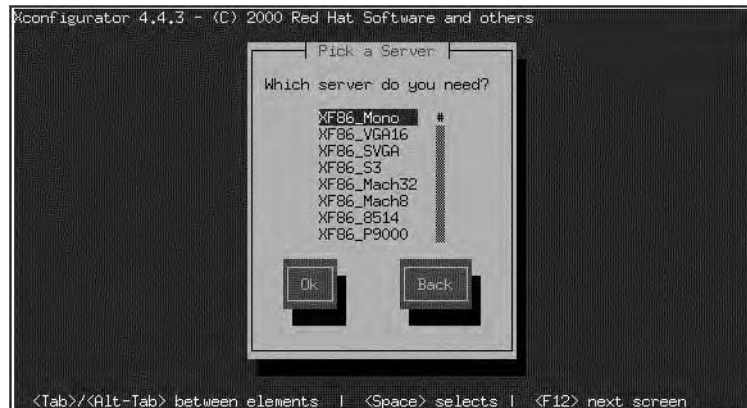 Xconfigurator 4.4.3 - (C) 2000 Red Hat Software and others
Pick a Server
Which server do you need?
XF86_Mono #
XF86_VGA16
XF86_SVGA
XF86_S3
XF86_Mach32
XF86_Mach8
XF86_8514
XF86_P9000
Ok Back
<Tab>/<Alt-Tab> between elements | <Space> selects | <F12> next screen